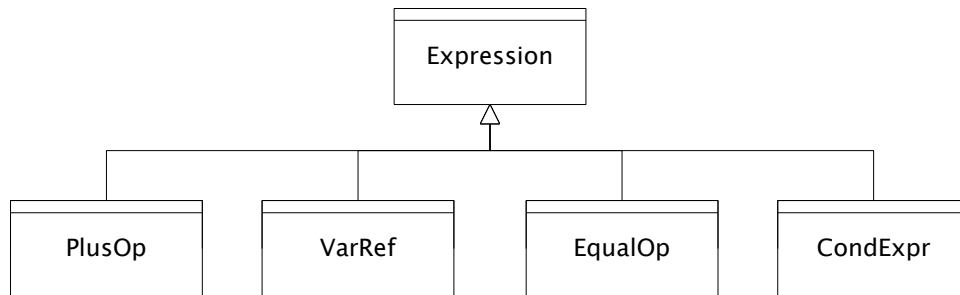 Expression
PlusOp
VarRef
EqualOp
CondExpr